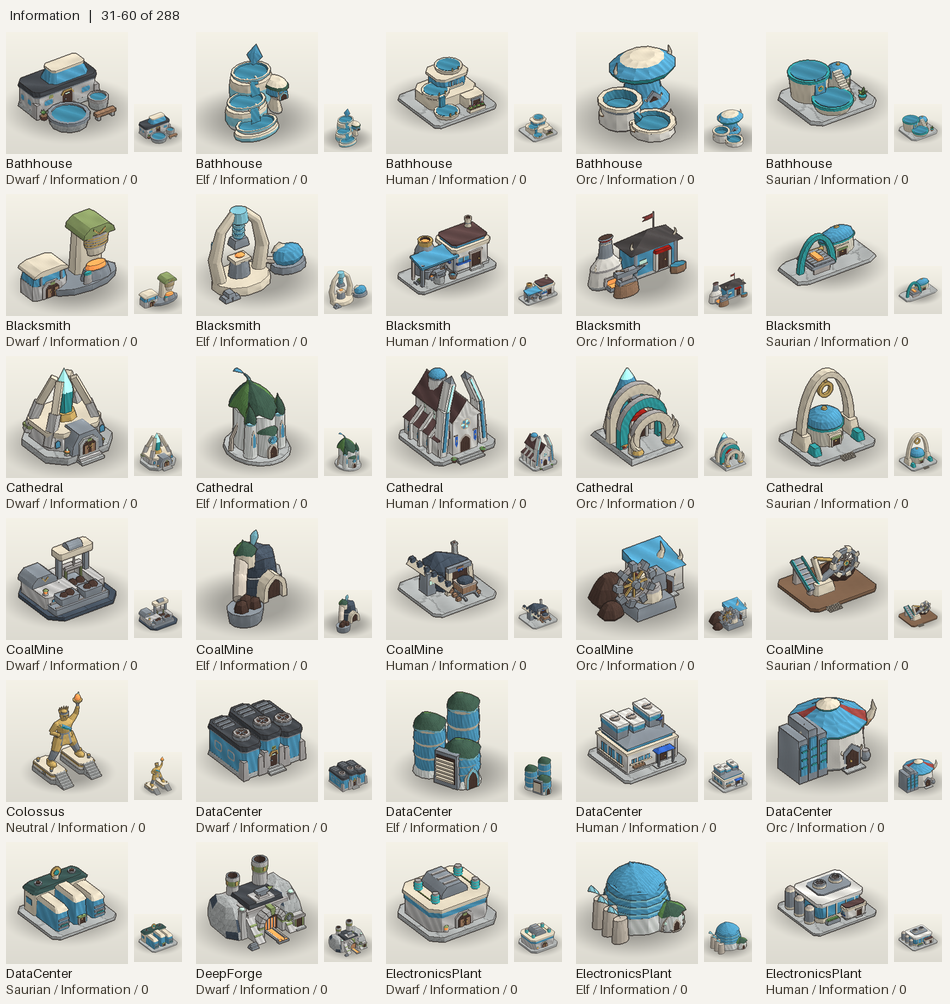 Information | 31-60 of 288
Bathhouse Bathhouse Bathhouse Bathhouse Bathhouse
Dwarf / Information / 0 Elf / Information / 0 Human / Information / 0 Orc / Information / 0 Saurian / Information / 0
Blacksmith Blacksmith Blacksmith Blacksmith Blacksmith
Dwarf / Information / 0 Elf / Information / 0 Human / Information / 0 Orc / Information / 0 Saurian / Information / 0
Cathedral Cathedral Cathedral Cathedral Cathedral
Dwarf / Information / 0 Elf / Information / 0 Human / Information / 0 Orc / Information / 0 Saurian / Information / 0
CoalMine CoalMine CoalMine CoalMine CoalMine
Dwarf / Information / 0 Elf / Information / 0 Human / Information / 0 Orc / Information / 0 Saurian / Information / 0
Colossus DataCenter DataCenter DataCenter DataCenter
Neutral / Information / 0 Dwarf / Information / 0 Elf / Information / 0 Human / Information / 0 Orc / Information / 0
DataCenter DeepForge ElectronicsPlant ElectronicsPlant ElectronicsPlant
Saurian / Information / 0 Dwarf / Information / 0 Dwarf / Information / 0 Elf / Information / 0 Human / Information / 0